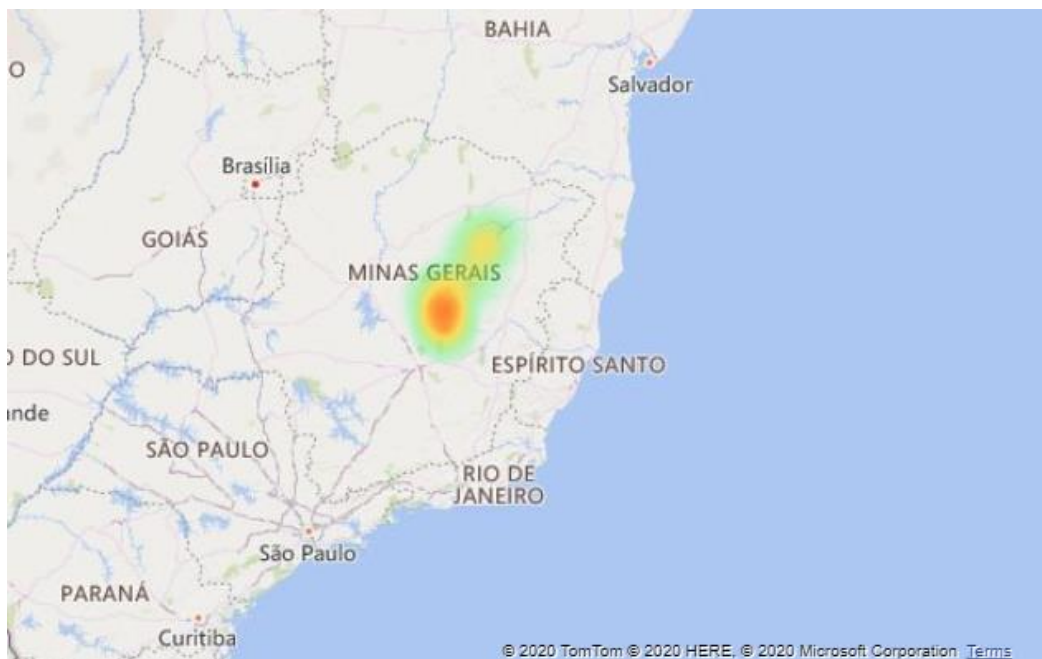 BAHIA
O
Salvador
Brasília
GOIÁS
MINAS GERAIS
O DO SUL
ESPÍRITO SANTO
nde
SÃO PAULO
RIO DE
JANEIRO
São Paulo
PARANÁ
Curitiba
© 2020 TomTom © 2020 HERE, © 2020 Microsoft Corporation Terms